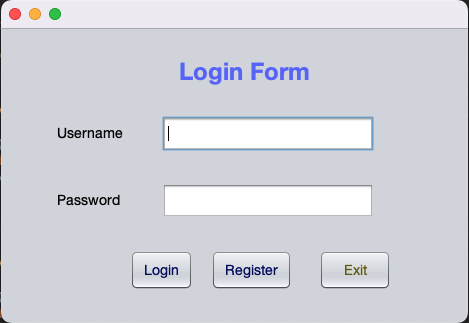 Login Form
Username
Password
Login Register Exit